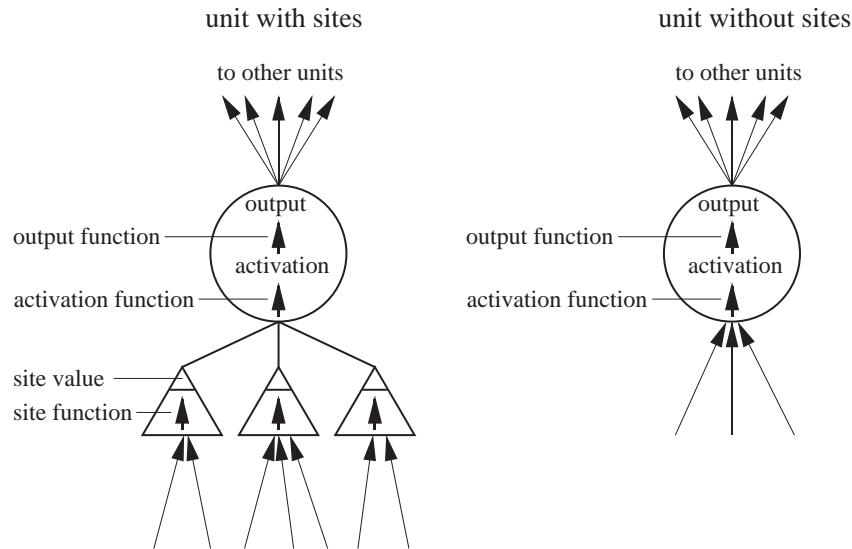 unit with sites
to other units
output
output function
activation
activation function
site value
site function
unit without sites
to other units
output
output function
activation
activation function